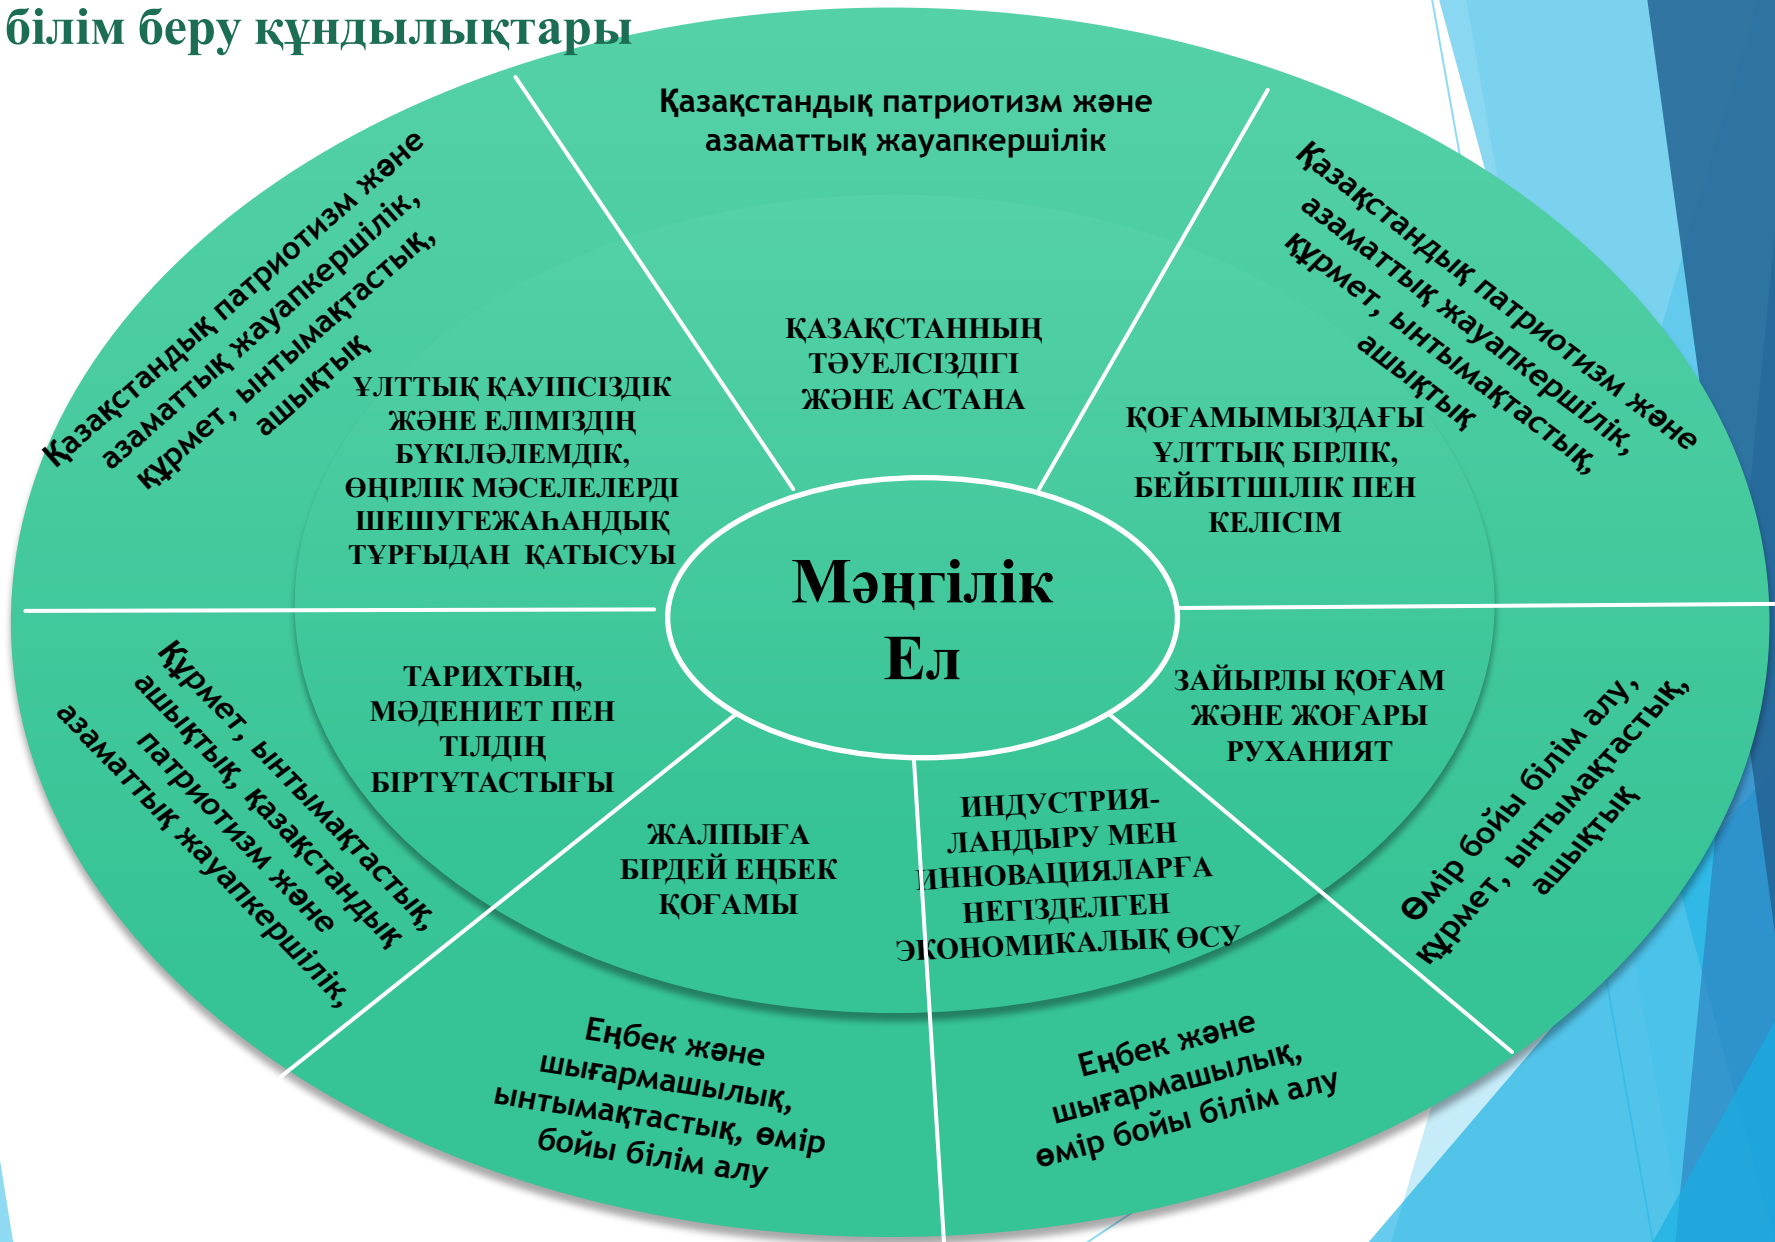 білім беру құндылықтары
Қазақстандық патриотизм және
азаматтық жауапкершілік
Қазақстандық патриотизм және
азаматтық жауапкершілік,
құрмет, ынтымақтастық,
ашықтық
Қазақстандық патриотизм және
азаматтық жауапкершілік,
құрмет, ынтымақтастық,
ашықтық
ҚАЗАҚСТАННЫҢ
ТӘУЕЛСІЗДІГІ
ЖӘНЕ АСТАНА
ҰЛТТЫҚ ҚАУІПСІЗДІК
ЖӘНЕ ЕЛІМІЗДІҢ
БҮКІЛӘЛЕМДІК,
ӨҢІРЛІК МӘСЕЛЕЛЕРДІ
ШЕШУГЕЖАҺАНДЫҚ
ТҰРҒЫДАН ҚАТЫСУЫ
ҚОҒАМЫМЫЗДАҒЫ
ҰЛТТЫҚ БІРЛІК,
БЕЙБІТШІЛІК ПЕН
КЕЛІСІМ
Мәңгілік
Ел
ТАРИХТЫҢ,
МӘДЕНИЕТ ПЕН
ТІЛДІҢ
БІРТҰТАСТЫҒЫ
ЗАЙЫРЛЫ ҚОҒАМ
ЖӘНЕ ЖОҒАРЫ
РУХАНИЯТ
Құрмет, ынтымақтастық,
ашықтық, қазақстандық
патриотизм және
азаматтық жауапкершілік,
Өмір бойы білім алу,
құрмет, ынтымақтастық,
ашықтық
ЖАЛПЫҒА
БІРДЕЙ ЕҢБЕК
ҚОҒАМЫ
ИНДУСТРИЯ-
ЛАНДЫРУ МЕН
ИННОВАЦИЯЛАРҒА
НЕГІЗДЕЛГЕН
ЭКОНОМИКАЛЫҚ ӨСУ
Еңбек және
шығармашылық,
ынтымақтастық, өмір
бойы білім алу
Еңбек және
шығармашылық,
өмір бойы білім алу